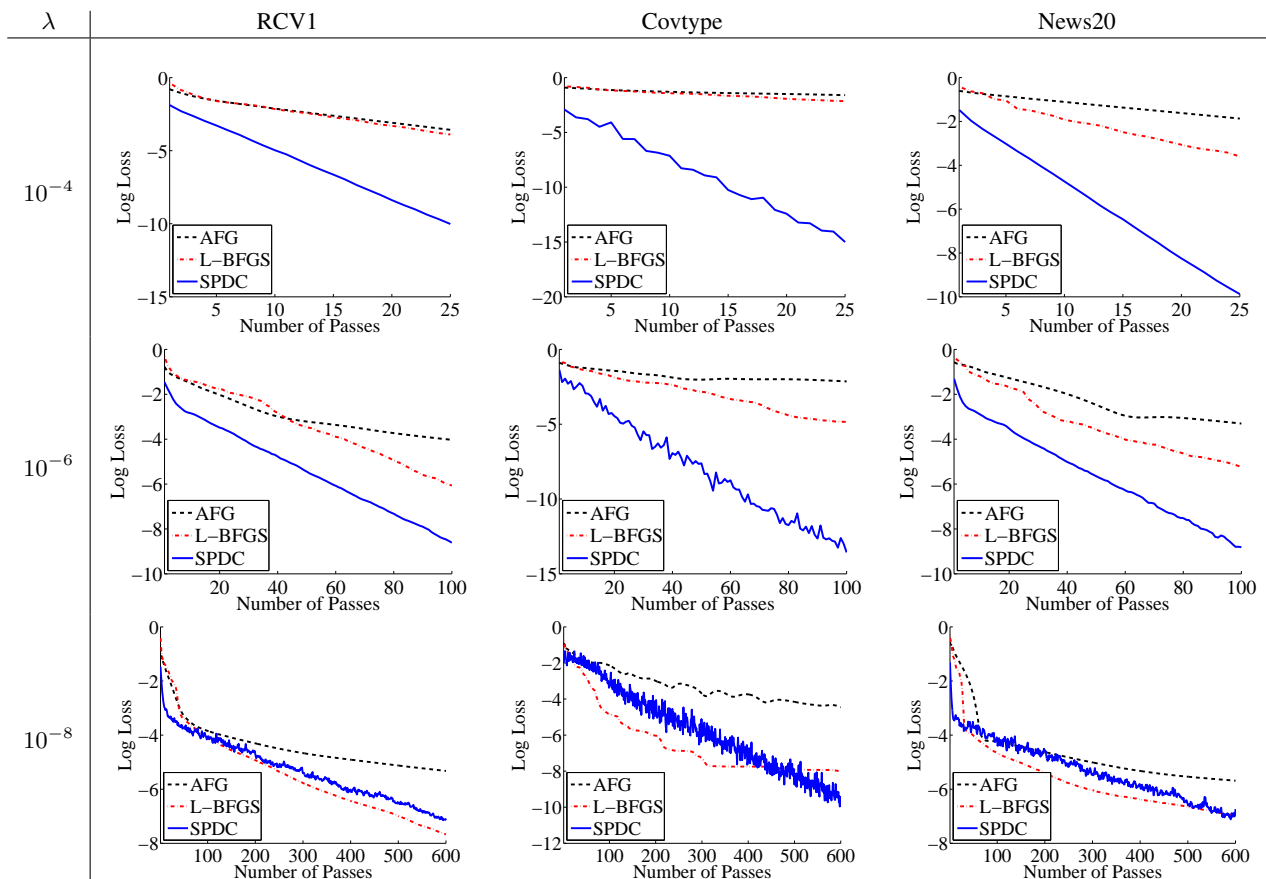 λ RCV1 Covtype News20
10⁻⁴
0
−5
−10
−15
Log Loss
AFG
L−BFGS
SPDC
5 10 15 20 25
Number of Passes
0
−5
−10
−15
−20
Log Loss
AFG
L−BFGS
SPDC
5 10 15 20 25
Number of Passes
0
−2
−4
−6
−8
−10
Log Loss
AFG
L−BFGS
SPDC
5 10 15 20 25
Number of Passes
10⁻⁶
0
−2
−4
−6
−8
−10
Log Loss
AFG
L−BFGS
SPDC
20 40 60 80 100
Number of Passes
0
−5
−10
−15
Log Loss
AFG
L−BFGS
SPDC
20 40 60 80 100
Number of Passes
0
−2
−4
−6
−8
−10
Log Loss
AFG
L−BFGS
SPDC
20 40 60 80 100
Number of Passes
10⁻⁸
0
−2
−4
−6
−8
Log Loss
AFG
L−BFGS
SPDC
100 200 300 400 500 600
Number of Passes
0
−2
−4
−6
−8
−10
−12
Log Loss
AFG
L−BFGS
SPDC
100 200 300 400 500 600
Number of Passes
0
−2
−4
−6
−8
Log Loss
AFG
L−BFGS
SPDC
100 200 300 400 500 600
Number of Passes